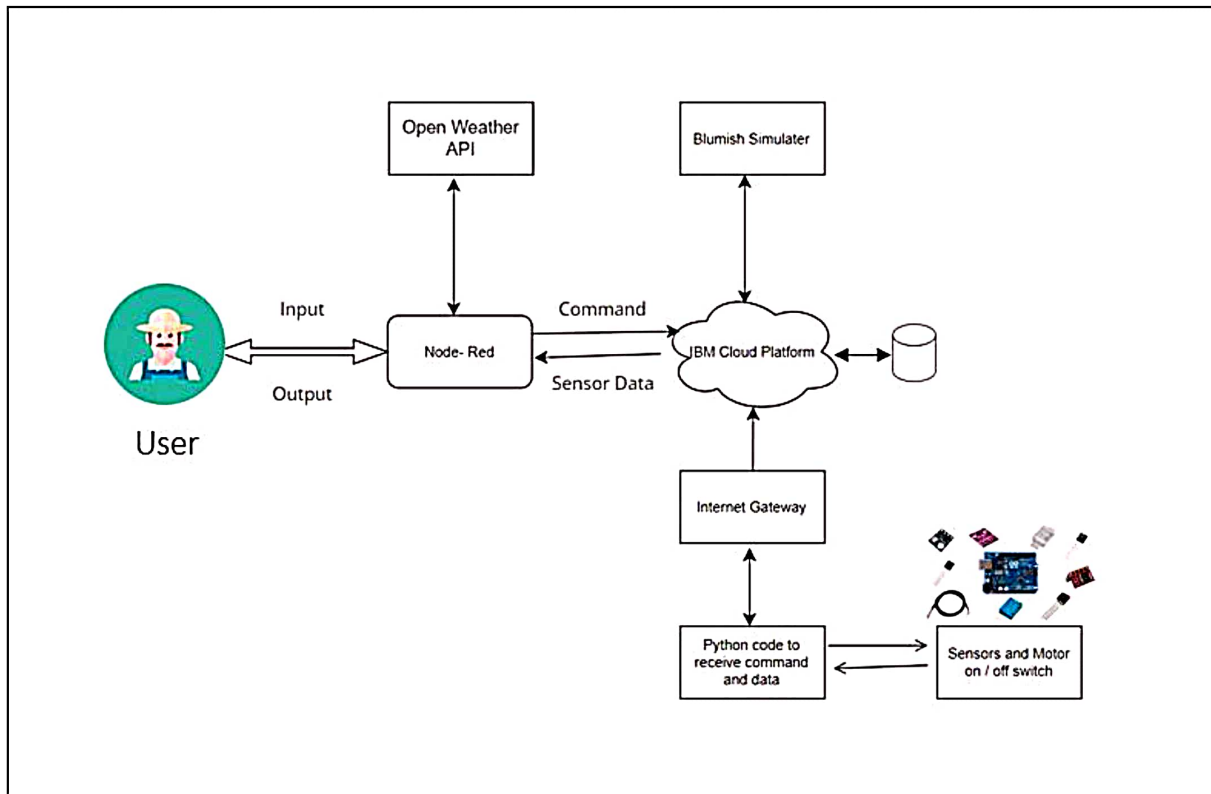 Open Weather
API
Blumish Simulater
Input
Command
Node- Red
IBM Cloud Platform
Output
Sensor Data
User
Internet Gateway
Python code to
receive command
and data
Sensors and Motor
on / off switch